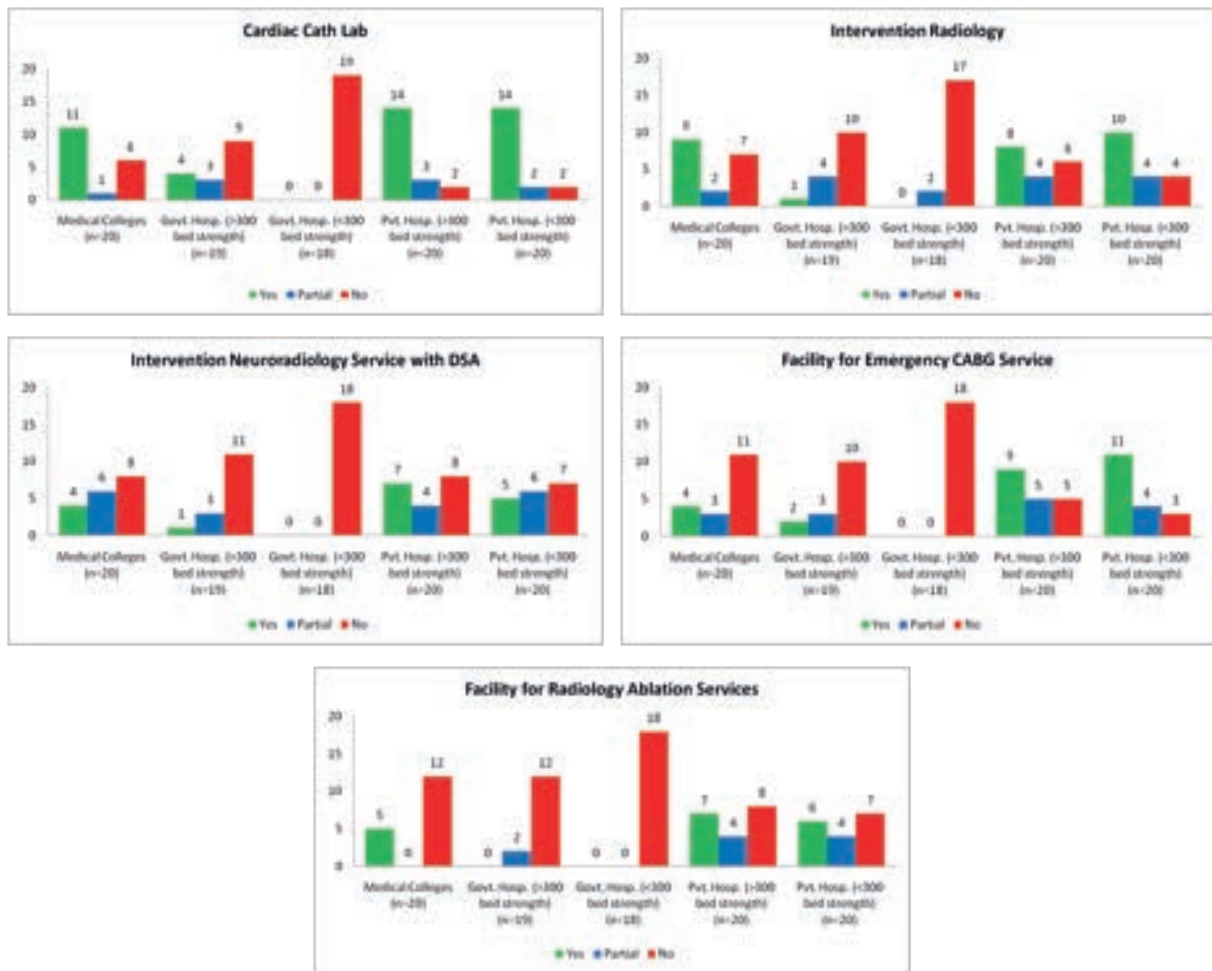 Cardiac Cath Lab
20
15
10
5
0
11 1 6 4 3 9 0 0 19 14 3 2 14 2 2
Medical Colleges (n=20)
Govt. Hosp. (>300 bed strength) (n=19)
Govt. Hosp. (<300 bed strength) (n=18)
Pvt. Hosp. (>300 bed strength) (n=20)
Pvt. Hosp. (<300 bed strength) (n=20)
Yes Partial No
Intervention Radiology
20
15
10
5
0
9 2 7 1 4 10 0 2 17 8 4 6 10 4 4
Medical Colleges (n=20)
Govt. Hosp. (>300 bed strength) (n=19)
Govt. Hosp. (<300 bed strength) (n=18)
Pvt. Hosp. (>300 bed strength) (n=20)
Pvt. Hosp. (<300 bed strength) (n=20)
Yes Partial No
Intervention Neuroradiology Service with DSA
20
15
10
5
0
4 6 8 1 3 11 0 0 18 7 4 8 5 6 7
Medical Colleges (n=20)
Govt. Hosp. (>300 bed strength) (n=19)
Govt. Hosp. (<300 bed strength) (n=18)
Pvt. Hosp. (>300 bed strength) (n=20)
Pvt. Hosp. (<300 bed strength) (n=20)
Yes Partial No
Facility for Emergency CABG Service
20
15
10
5
0
4 3 11 2 3 10 0 0 18 9 5 5 11 4 3
Medical Colleges (n=20)
Govt. Hosp. (>300 bed strength) (n=19)
Govt. Hosp. (<300 bed strength) (n=18)
Pvt. Hosp. (>300 bed strength) (n=20)
Pvt. Hosp. (<300 bed strength) (n=20)
Yes Partial No
Facility for Radiology Ablation Services
20
15
10
5
0
5 0 12 0 2 12 0 0 18 7 4 8 6 4 7
Medical Colleges (n=20)
Govt. Hosp. (>300 bed strength) (n=19)
Govt. Hosp. (<300 bed strength) (n=18)
Pvt. Hosp. (>300 bed strength) (n=20)
Pvt. Hosp. (<300 bed strength) (n=20)
Yes Partial No